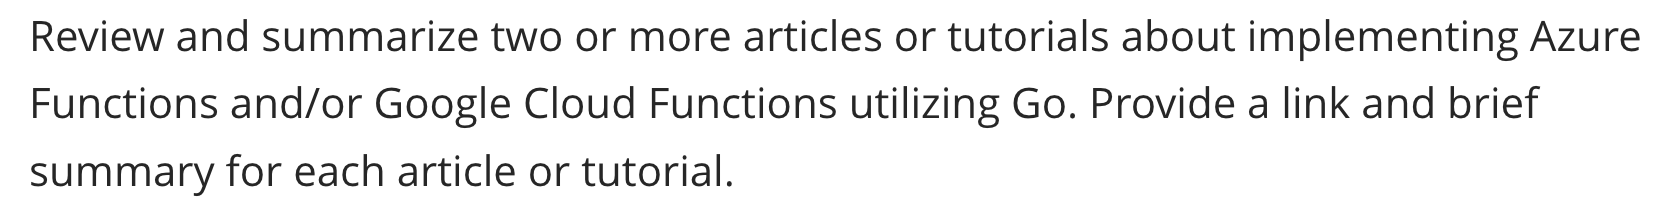 Review and summarize two or more articles or tutorials about implementing Azure
Functions and/or Google Cloud Functions utilizing Go. Provide a link and brief
summary for each article or tutorial.